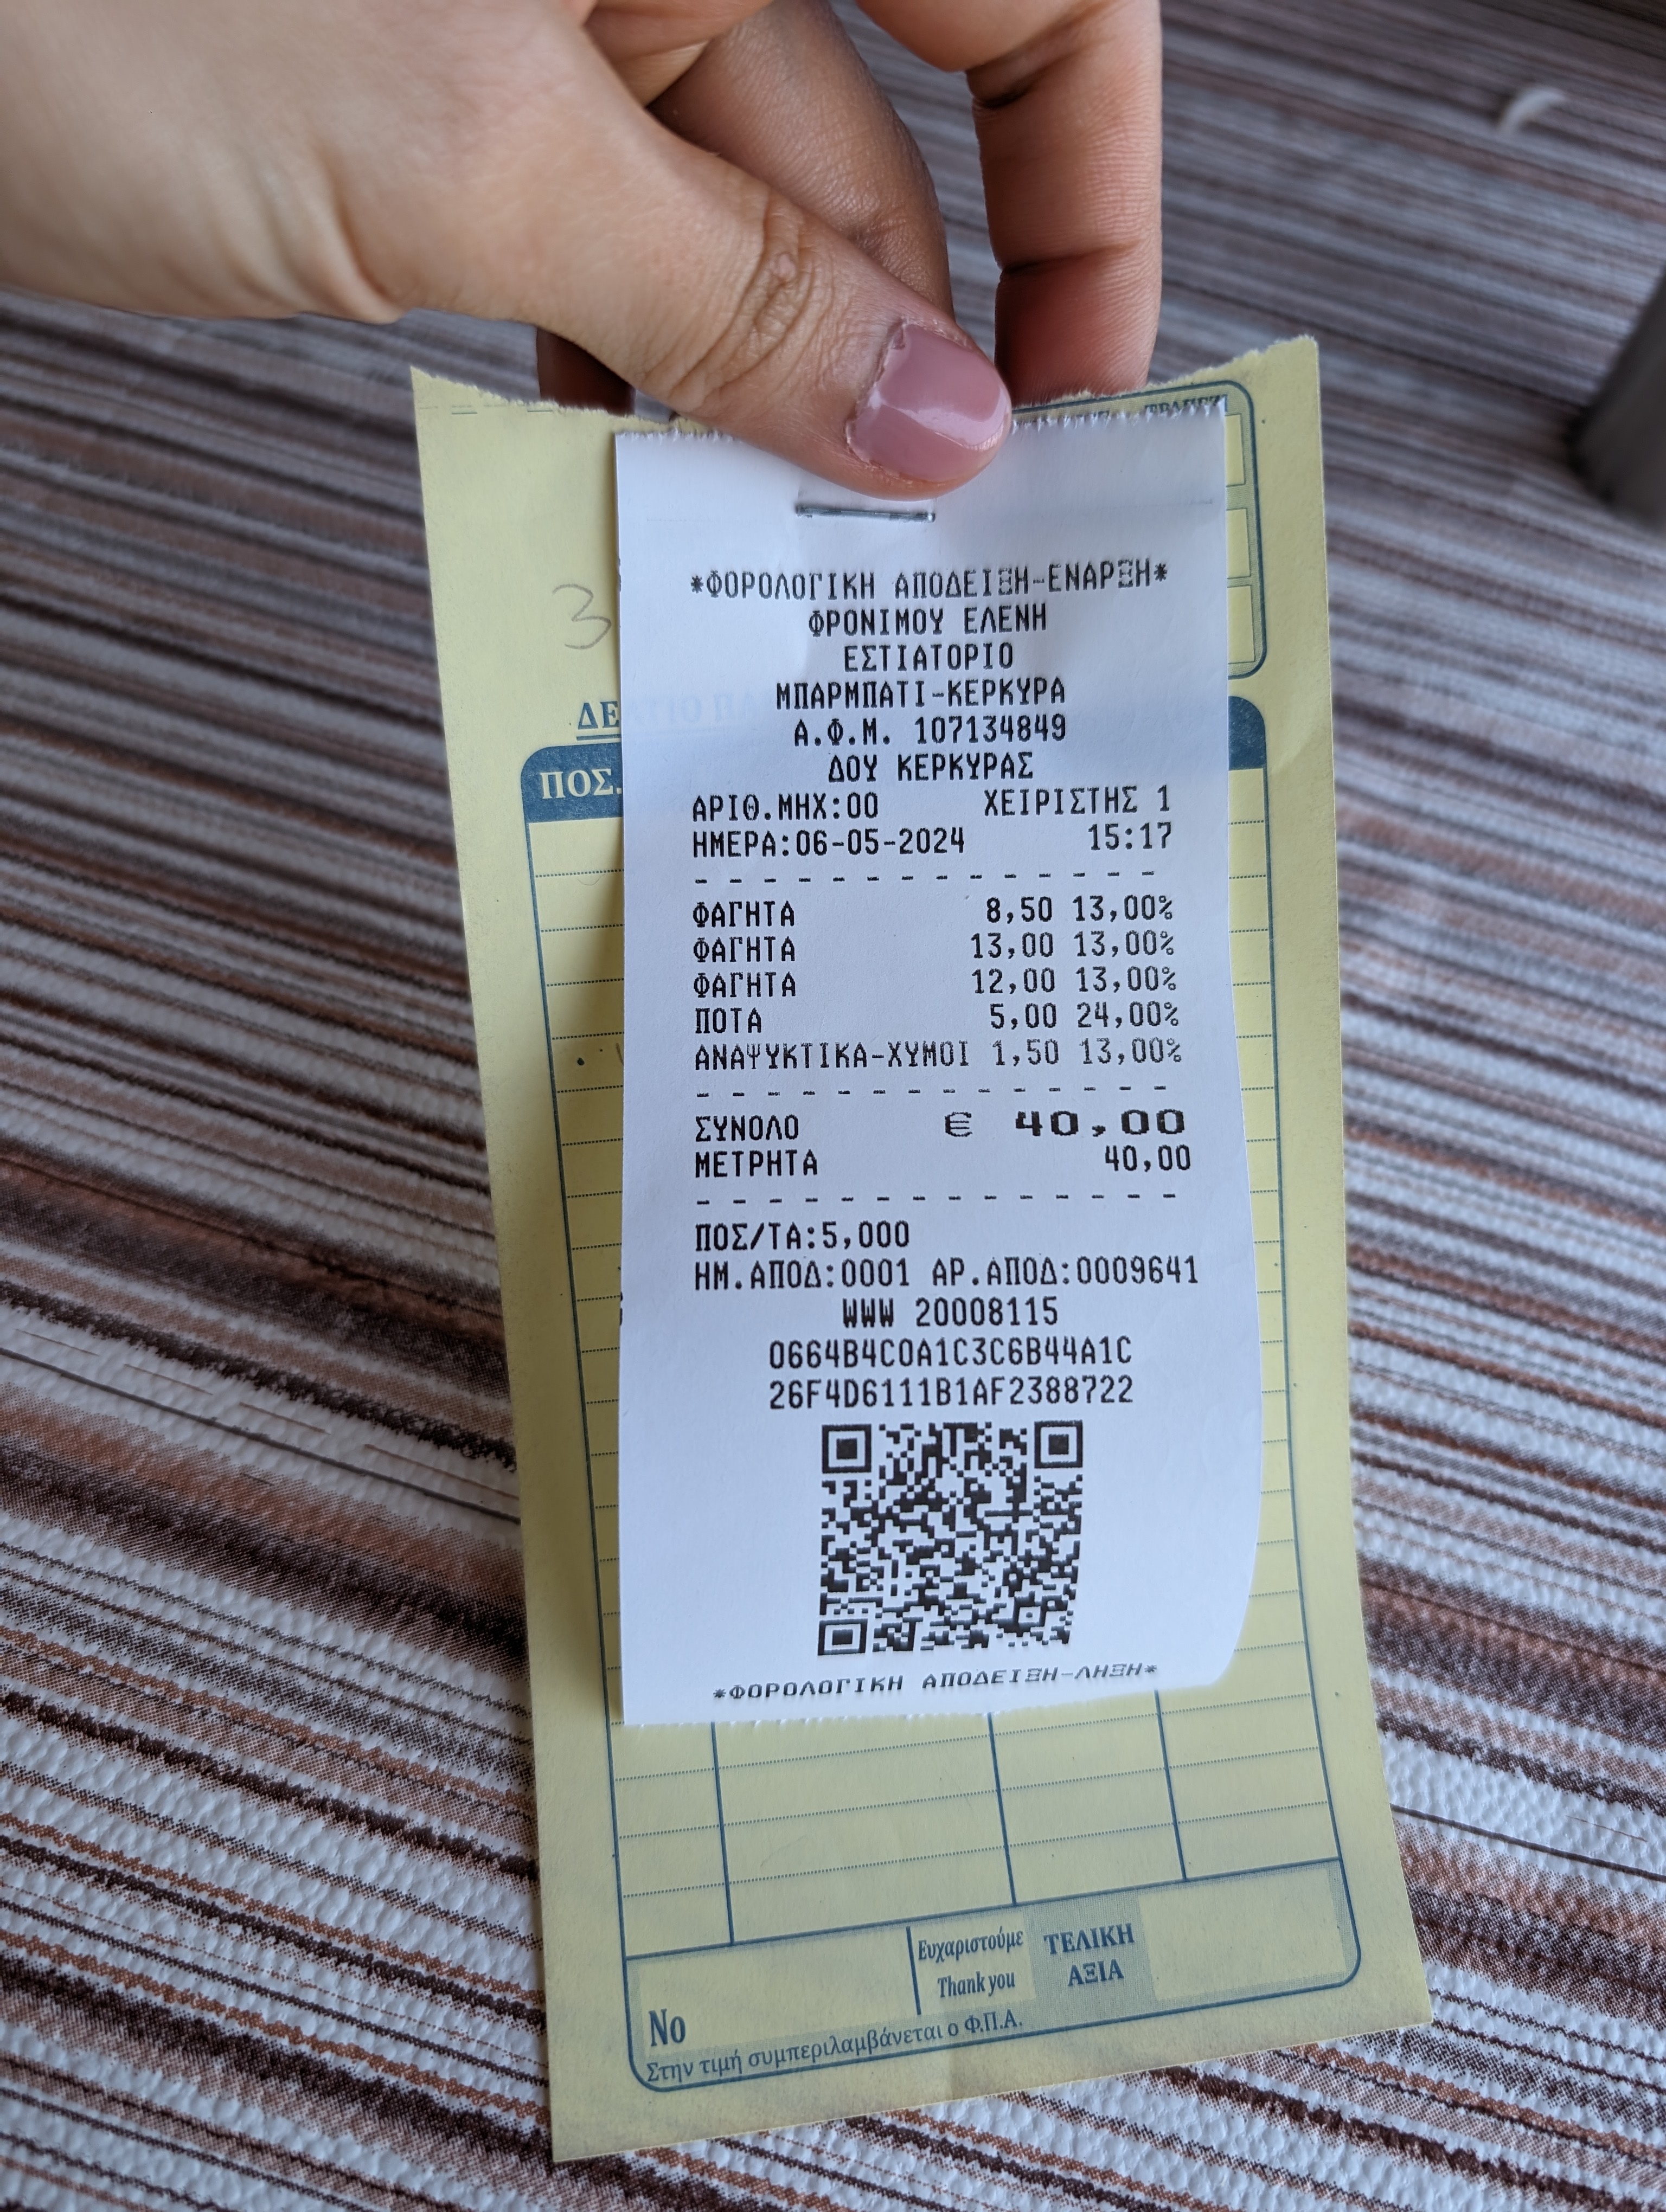 3
ΔΕ
ΠΟΣ.
*ΦΟΡΟΛΟΓΙΚΗ ΑΠΟΔΕΙΞΗ-ΕΝΑΡΞΗ*
ΦΡΟΝΙΜΟΥ ΕΛΕΝΗ
ΕΣΤΙΑΤΟΡΙΟ
ΜΠΑΡΜΠΑΤΙ-ΚΕΡΚΥΡΑ
Α.Φ.Μ. 107134849
ΔΟΥ ΚΕΡΚΥΡΑΣ
ΑΡΙΘ.ΜΗΧ:00 ΧΕΙΡΙΣΤΗΣ 1
ΗΜΕΡΑ:06-05-2024 15:17
- - - - - - - - - - - - - -
ΦΑΓΗΤΑ 8,50 13,00%
ΦΑΓΗΤΑ 13,00 13,00%
ΦΑΓΗΤΑ 12,00 13,00%
ΠΟΤΑ 5,00 24,00%
ΑΝΑΨΥΚΤΙΚΑ-ΧΥΜΟΙ 1,50 13,00%
- - - - - - - - - - - - - -
ΣΥΝΟΛΟ € 40,00
ΜΕΤΡΗΤΑ 40,00
- - - - - - - - - - - - - -
ΠΟΣ/ΤΑ:5,000
ΗΜ.ΑΠΟΔ:0001 ΑΡ.ΑΠΟΔ:0009641
WWW 20008115
0664B4C0A1C3C6B44A1C
26F4D6111B1AF2388722
*ΦΟΡΟΛΟΓΙΚΗ ΑΠΟΔΕΙΞΗ-ΛΗΞΗ*
Ευχαριστούμε ΤΕΛΙΚΗ
Thank you ΑΞΙΑ
No
Στην τιμή συμπεριλαμβάνεται ο Φ.Π.Α.